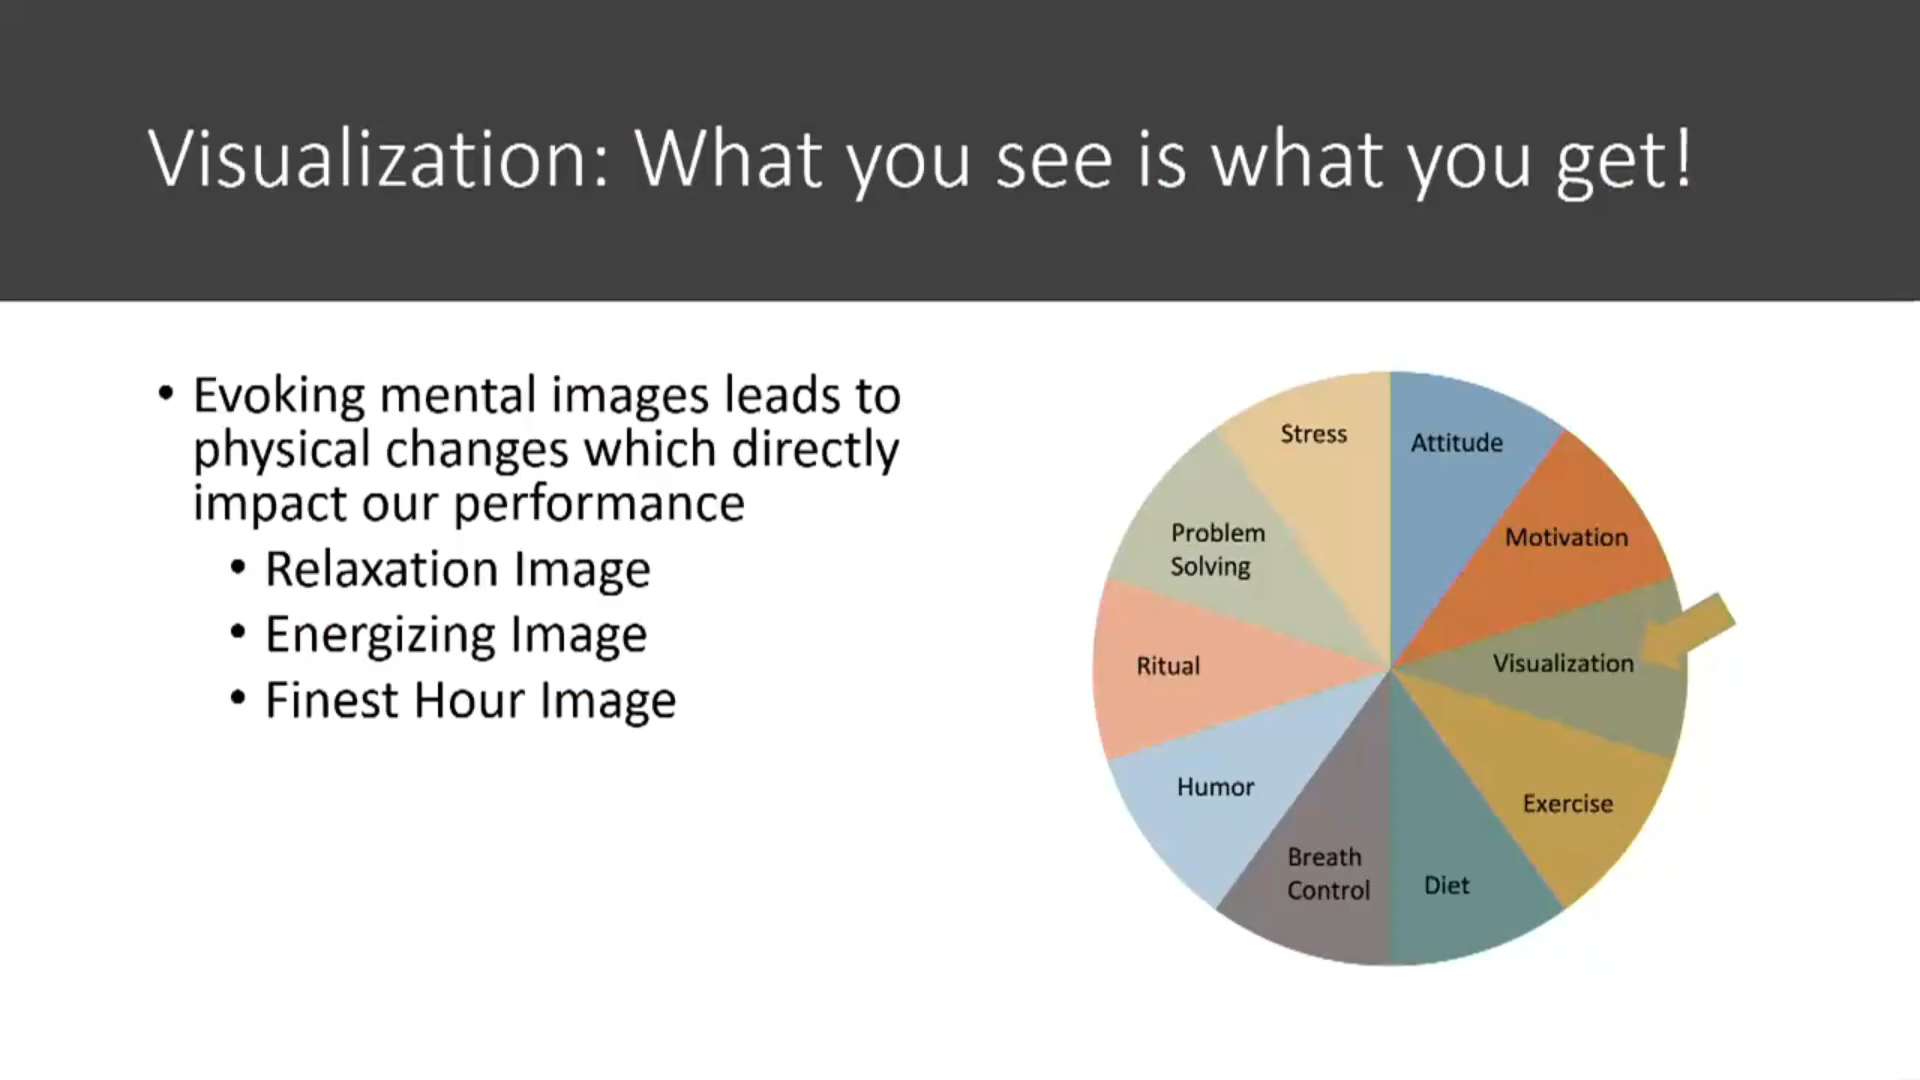 Visualization: What you see is what you get!
• Evoking mental images leads to
physical changes which directly
impact our performance
• Relaxation Image
• Energizing Image
• Finest Hour Image
Stress
Attitude
Motivation
Problem
Solving
Visualization
Ritual
Humor
Exercise
Breath
Control
Diet